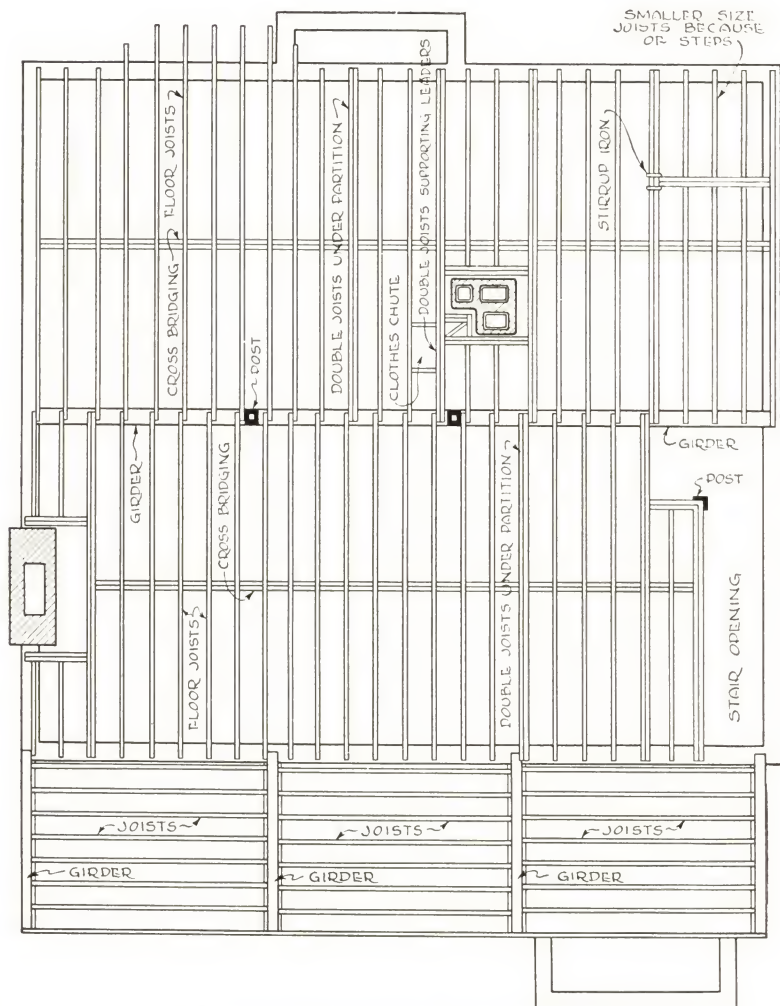 SMALLER SIZE
JOISTS BECAUSE
OF STEPS
FLOOR JOISTS
CROSS BRIDGING
DOUBLE JOISTS UNDER PARTITION
DOUBLE JOISTS SUPPORTING LEADERS
CLOTHES CHUTE
STIRRUP IRON
POST
GIRDER
GIRDER
CROSS BRIDGING
POST
FLOOR JOISTS
DOUBLE JOISTS UNDER PARTITION
STAIR OPENING
JOISTS
JOISTS
JOISTS
GIRDER
GIRDER
GIRDER